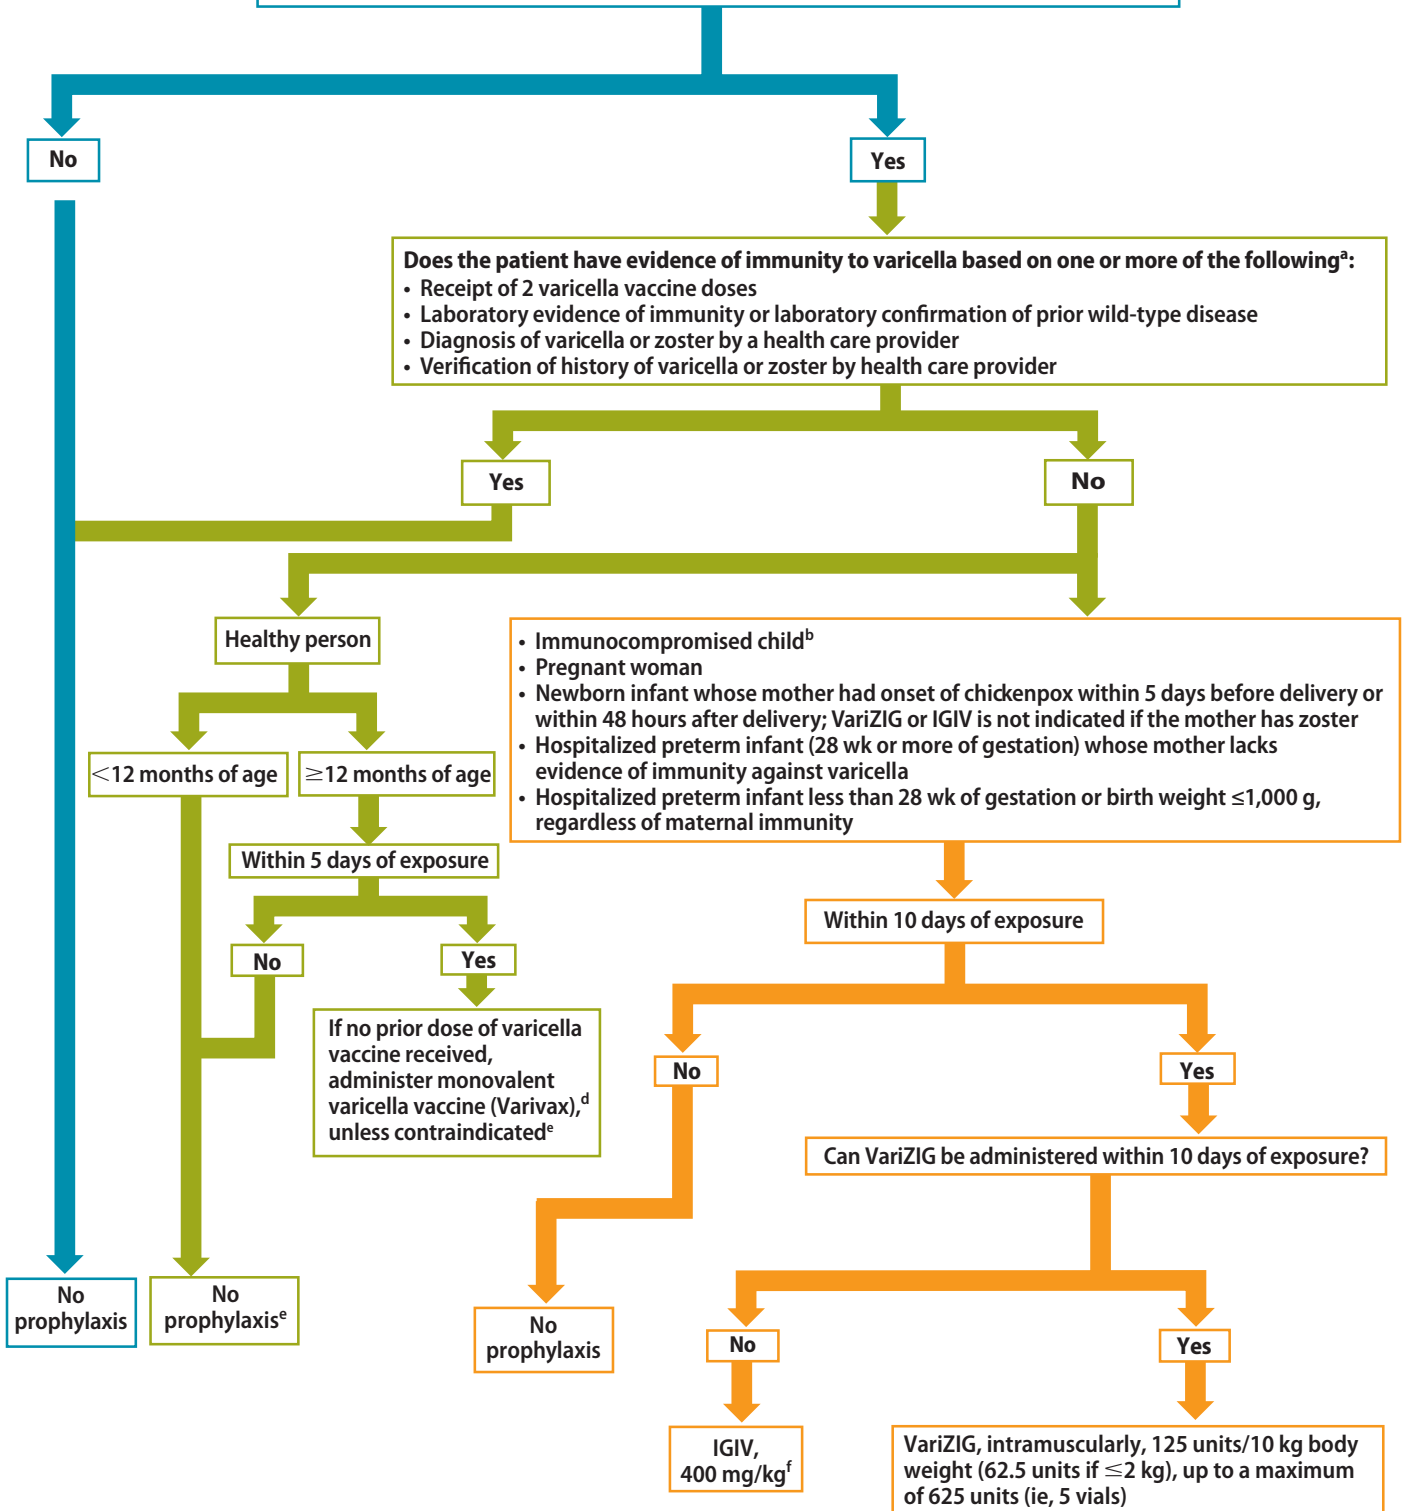 No
Yes
Does the patient have evidence of immunity to varicella based on one or more of the followingᵃ:
• Receipt of 2 varicella vaccine doses
• Laboratory evidence of immunity or laboratory confirmation of prior wild-type disease
• Diagnosis of varicella or zoster by a health care provider
• Verification of history of varicella or zoster by health care provider
Yes
No
Healthy person
• Immunocompromised childᵇ
• Pregnant woman
• Newborn infant whose mother had onset of chickenpox within 5 days before delivery or
within 48 hours after delivery; VariZIG or IGIV is not indicated if the mother has zoster
• Hospitalized preterm infant (28 wk or more of gestation) whose mother lacks
evidence of immunity against varicella
• Hospitalized preterm infant less than 28 wk of gestation or birth weight ≤1,000 g,
regardless of maternal immunity
<12 months of age
≥12 months of age
Within 5 days of exposure
Within 10 days of exposure
No
Yes
If no prior dose of varicella
vaccine received,
administer monovalent
varicella vaccine (Varivax),ᵈ
unless contraindicatedᵉ
No
Yes
Can VariZIG be administered within 10 days of exposure?
No
prophylaxis
No
prophylaxisᵉ
No
prophylaxis
No
Yes
IGIV,
400 mg/kgᶠ
VariZIG, intramuscularly, 125 units/10 kg body
weight (62.5 units if ≤2 kg), up to a maximum
of 625 units (ie, 5 vials)